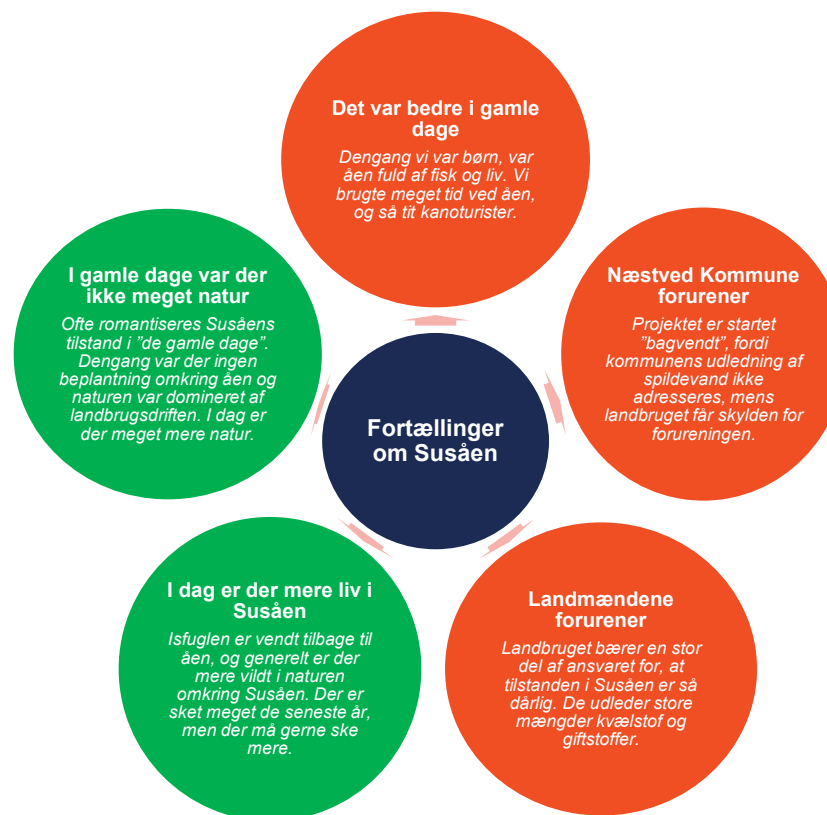 Det var bedre i gamle
dage
Dengang vi var børn, var
åen fuld af fisk og liv. Vi
brugte meget tid ved åen,
og så tit kanoturister.
I gamle dage var der
ikke meget natur
Ofte romantiseres Susåens
tilstand i ”de gamle dage”.
Dengang var der ingen
beplantning omkring åen og
naturen var domineret af
landbrugsdriften. I dag er
der meget mere natur.
Næstved Kommune
forurener
Projektet er startet
”bagvendt”, fordi
kommunens udledning af
spildevand ikke
adresseres, mens
landbruget får skylden for
forureningen.
Fortællinger
om Susåen
I dag er der mere liv i
Susåen
Isfuglen er vendt tilbage til
åen, og generelt er der
mere vildt i naturen
omkring Susåen. Der er
sket meget de seneste år,
men der må gerne ske
mere.
Landmændene
forurener
Landbruget bærer en stor
del af ansvaret for, at
tilstanden i Susåen er så
dårlig. De udleder store
mængder kvælstof og
giftstoffer.